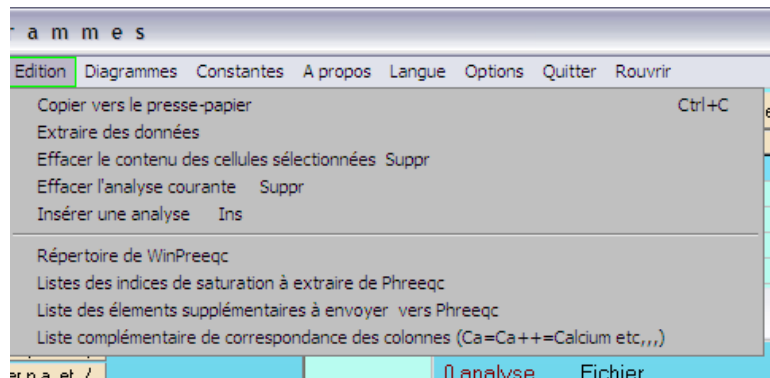 r a m m e s
Edition Diagrammes Constantes A propos Langue Options Quitter Rouvrir
Copier vers le presse-papier Ctrl+C
Extraire des données
Effacer le contenu des cellules sélectionnées Suppr
Effacer l'analyse courante Suppr
Insérer une analyse Ins
Répertoire de WinPreeqc
Listes des indices de saturation à extraire de Phreeqc
Liste des élements supplémentaires à envoyer vers Phreeqc
Liste complémentaire de correspondance des colonnes (Ca=Ca++=Calcium etc,,,)
0 analyse Fichier